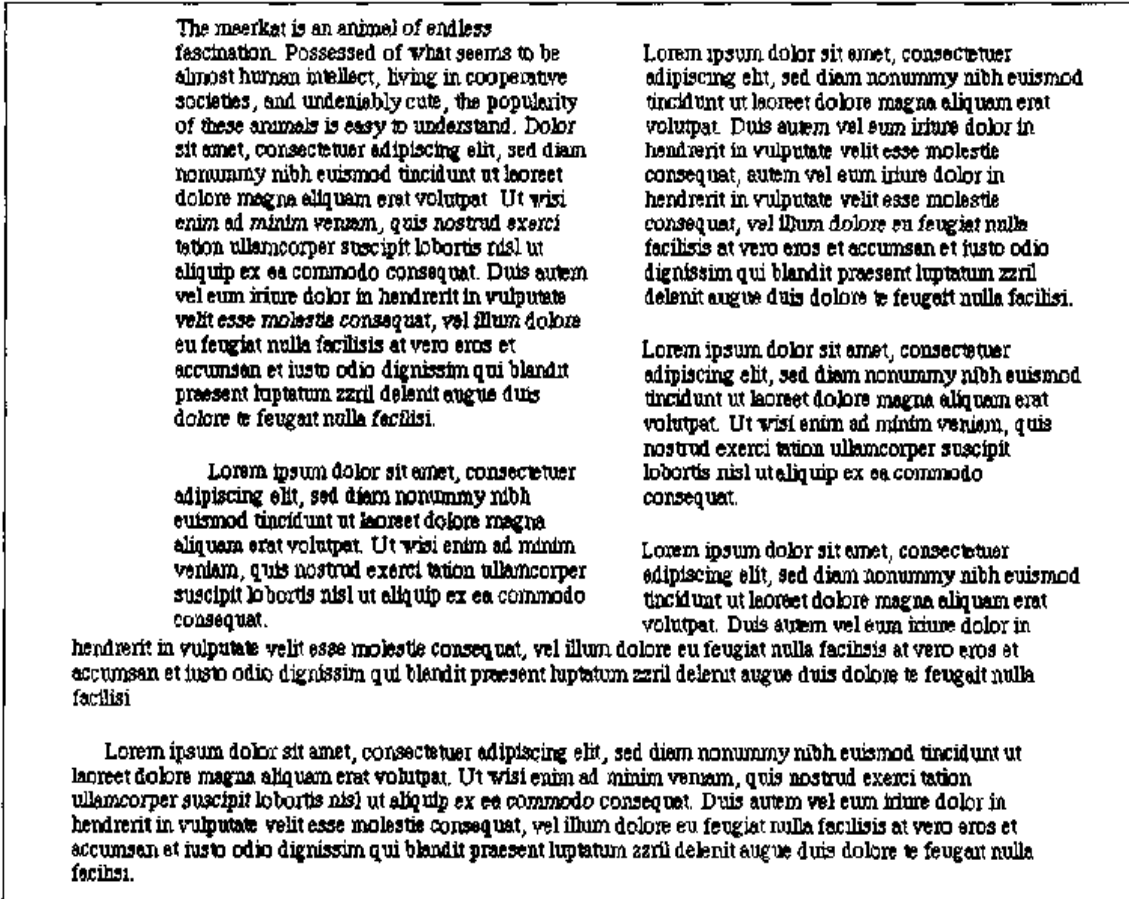 The meerkat is an animal of endless
fascination. Possessed of what seems to be
almost human intellect, living in cooperative
societies, and undeniably cute, the popularity
of these animals is easy to understand. Dolor
sit amet, consectetuer adipiscing elit, sed diam
nonummy nibh euismod tincidunt ut laoreet
dolore magna aliquam erat volutpat. Ut wisi
enim ad minim veniam, quis nostrud exerci
tation ullamcorper suscipit lobortis nisl ut
aliquip ex ea commodo consequat. Duis autem
vel eum iriure dolor in hendrerit in vulputate
velit esse molestie consequat, vel illum dolore
eu feugiat nulla facilisis at vero eros et
accumsan et iusto odio dignissim qui blandit
praesent luptatum zzril delenit augue duis
dolore te feugait nulla facilisi.
Lorem ipsum dolor sit amet, consectetuer
adipiscing elit, sed diam nonummy nibh
euismod tincidunt ut laoreet dolore magna
aliquam erat volutpat. Ut wisi enim ad minim
veniam, quis nostrud exerci tation ullamcorper
suscipit lobortis nisl ut aliquip ex ea commodo
consequat.
Lorem ipsum dolor sit amet, consectetuer
adipiscing elit, sed diam nonummy nibh euismod
tincidunt ut laoreet dolore magna aliquam erat
volutpat. Duis autem vel eum iriure dolor in
hendrerit in vulputate velit esse molestie
consequat, autem vel eum iriure dolor in
hendrerit in vulputate velit esse molestie
consequat, vel illum dolore eu feugiat nulla
facilisis at vero eros et accumsan et iusto odio
dignissim qui blandit praesent luptatum zzril
delenit augue duis dolore te feugait nulla facilisi.
Lorem ipsum dolor sit amet, consectetuer
adipiscing elit, sed diam nonummy nibh euismod
tincidunt ut laoreet dolore magna aliquam erat
volutpat. Ut wisi enim ad minim veniam, quis
nostrud exerci tation ullamcorper suscipit
lobortis nisl ut aliquip ex ea commodo
consequat.
Lorem ipsum dolor sit amet, consectetuer
adipiscing elit, sed diam nonummy nibh euismod
tincidunt ut laoreet dolore magna aliquam erat
volutpat. Duis autem vel eum iriure dolor in
hendrerit in vulputate velit esse molestie consequat, vel illum dolore eu feugiat nulla facilisis at vero eros et
accumsan et iusto odio dignissim qui blandit praesent luptatum zzril delenit augue duis dolore te feugait nulla
facilisi
Lorem ipsum dolor sit amet, consectetuer adipiscing elit, sed diam nonummy nibh euismod tincidunt ut
laoreet dolore magna aliquam erat volutpat. Ut wisi enim ad minim veniam, quis nostrud exerci tation
ullamcorper suscipit lobortis nisl ut aliquip ex ea commodo consequat. Duis autem vel eum iriure dolor in
hendrerit in vulputate velit esse molestie consequat, vel illum dolore eu feugiat nulla facilisis at vero eros et
accumsan et iusto odio dignissim qui blandit praesent luptatum zzril delenit augue duis dolore te feugait nulla
facilisi.